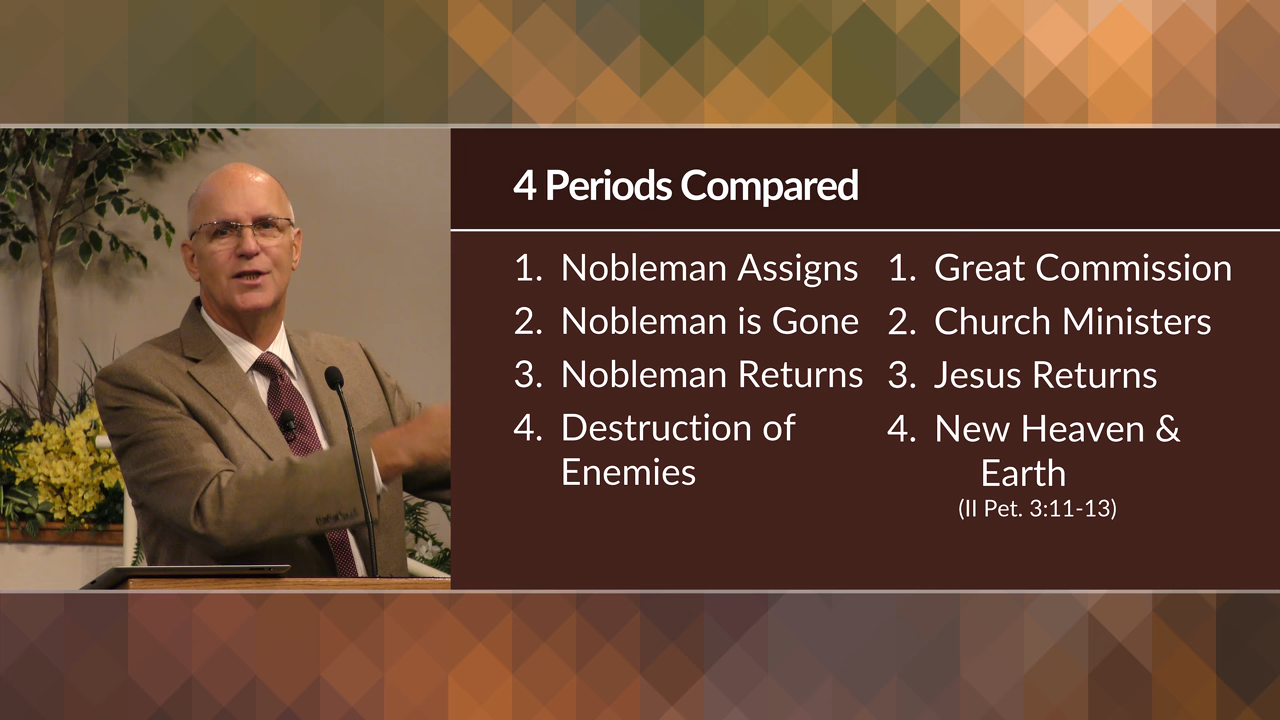 4 Periods Compared
1. Nobleman Assigns
2. Nobleman is Gone
3. Nobleman Returns
4. Destruction of
Enemies
1. Great Commission
2. Church Ministers
3. Jesus Returns
4. New Heaven &
Earth
(II Pet. 3:11-13)